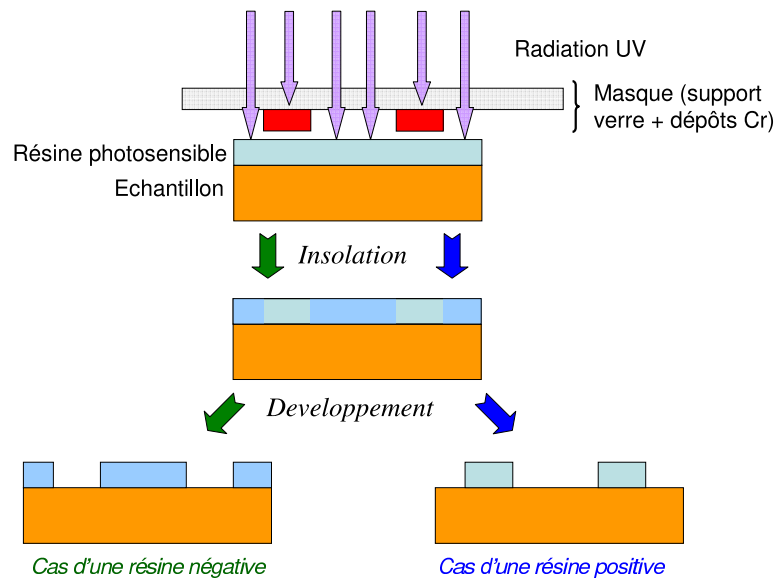 Radiation UV
Masque (support
verre + dépôts Cr)
Résine photosensible
Echantillon
Insolation
Developpement
Cas d'une résine négative
Cas d'une résine positive